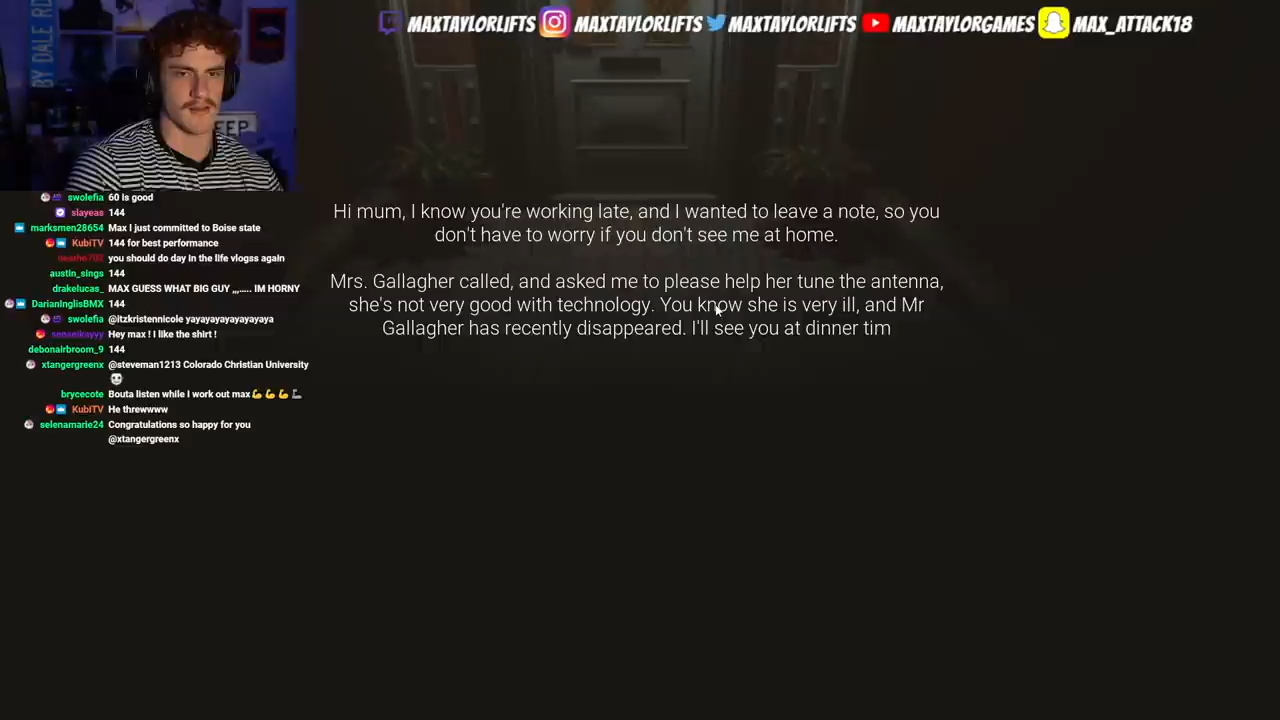 MAXTAYLORLIFTS MAXTAYLORLIFTS MAXTAYLORLIFTS MAXTAYLORGAMES MAX_ATTACK18
BY DALE
EEP
swolefia 60 is good
slayeas 144
marksmen28654 Max I just committed to Boise state
KubiTV 144 for best performance
you should do day in the life vlogss again
austin_sings 144
drakelucas_ MAX GUESS WHAT BIG GUY ,,,..... IM HORNY
DarianInglisBMX 144
swolefia @itzkristennicole yayayayayayayayaya
senseikayyy Hey max ! I like the shirt !
debonairbroom_9 144
xtangergreenx @steveman1213 Colorado Christian University
brycecote Bouta listen while I work out max💪💪💪🦾
KubiTV He threwwww
selenamarie24 Congratulations so happy for you
@xtangergreenx
Hi mum, I know you're working late, and I wanted to leave a note, so you
don't have to worry if you don't see me at home.
Mrs. Gallagher called, and asked me to please help her tune the antenna,
she's not very good with technology. You know she is very ill, and Mr
Gallagher has recently disappeared. I'll see you at dinner tim